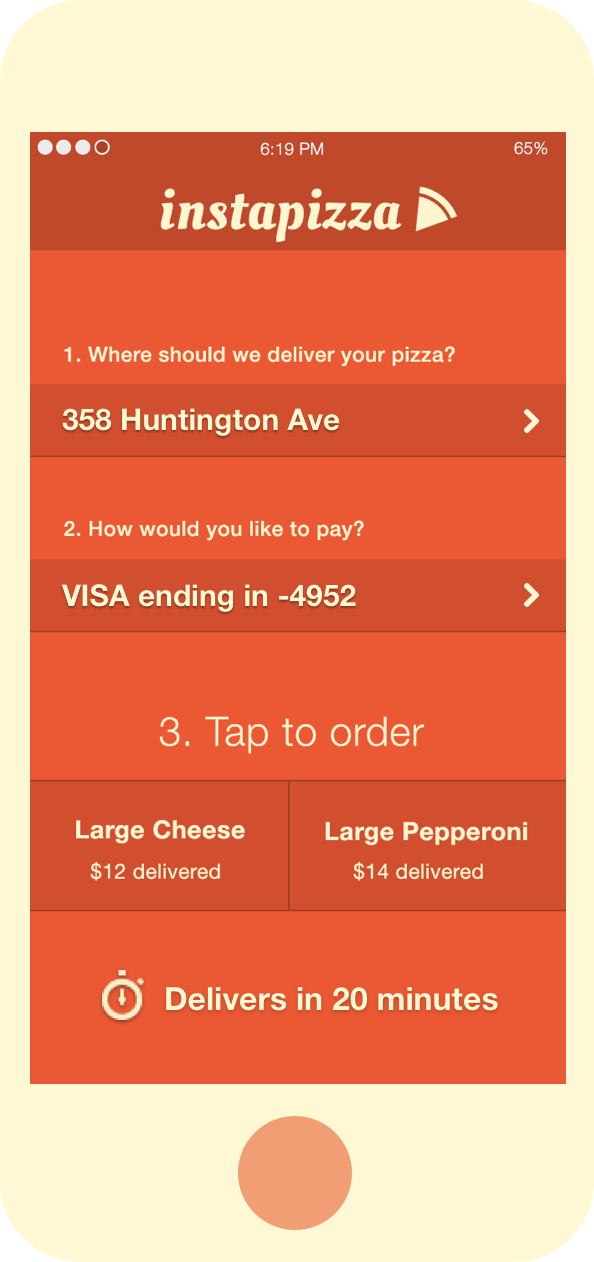 6:19 PM 65%
instapizza
1. Where should we deliver your pizza?
358 Huntington Ave
2. How would you like to pay?
VISA ending in -4952
3. Tap to order
Large Cheese
$12 delivered
Large Pepperoni
$14 delivered
Delivers in 20 minutes